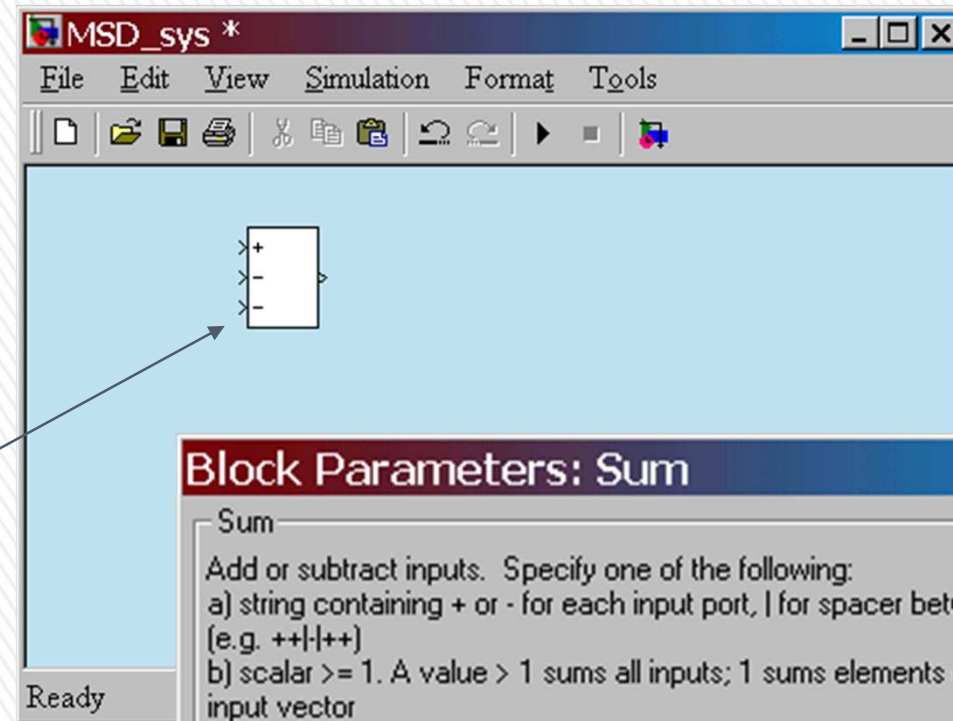 MSD_sys *
File Edit View Simulation Format Tools
+
-
-
Block Parameters: Sum
Sum
Add or subtract inputs. Specify one of the following:
a) string containing + or - for each input port, | for spacer bet
(e.g. ++|-|++)
b) scalar >= 1. A value > 1 sums all inputs; 1 sums elements
input vector
Ready